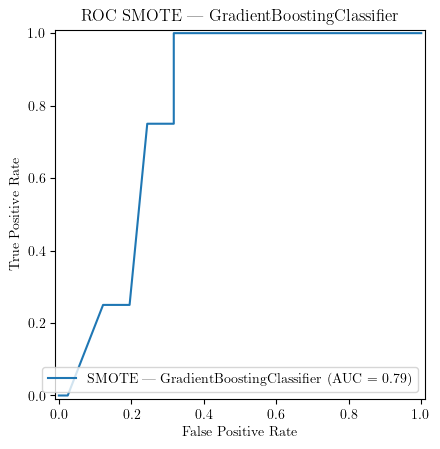 ROC SMOTE — GradientBoostingClassifier
1.0
0.8
0.6
0.4
0.2
0.0
True Positive Rate
SMOTE — GradientBoostingClassifier (AUC = 0.79)
0.0 0.2 0.4 0.6 0.8 1.0
False Positive Rate